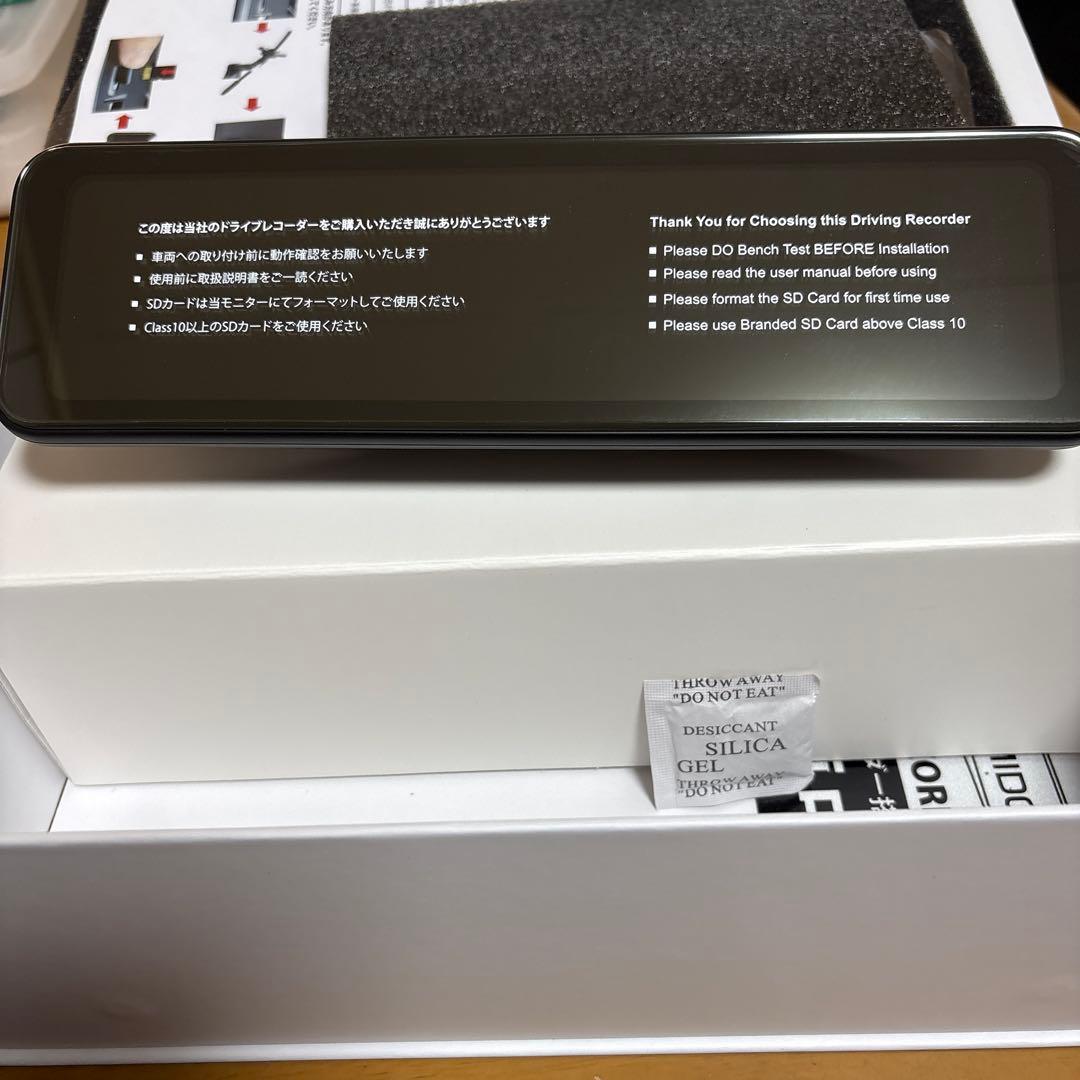 この度は当社のドライブレコーダーをご購入いただき誠にありがとうございます
■ 車両への取り付け前に動作確認をお願いいたします
■ 使用前に取扱説明書をご一読ください
■ SDカードは当モニターにてフォーマットしてご使用ください
■ Class10以上のSDカードをご使用ください
Thank You for Choosing this Driving Recorder
■ Please DO Bench Test BEFORE Installation
■ Please read the user manual before using
■ Please format the SD Card for first time use
■ Please use Branded SD Card above Class 10
THROW AWAY
"DO NOT EAT"
DESICCANT
SILICA
GEL
THROW AWAY
"DO NOT EAT"